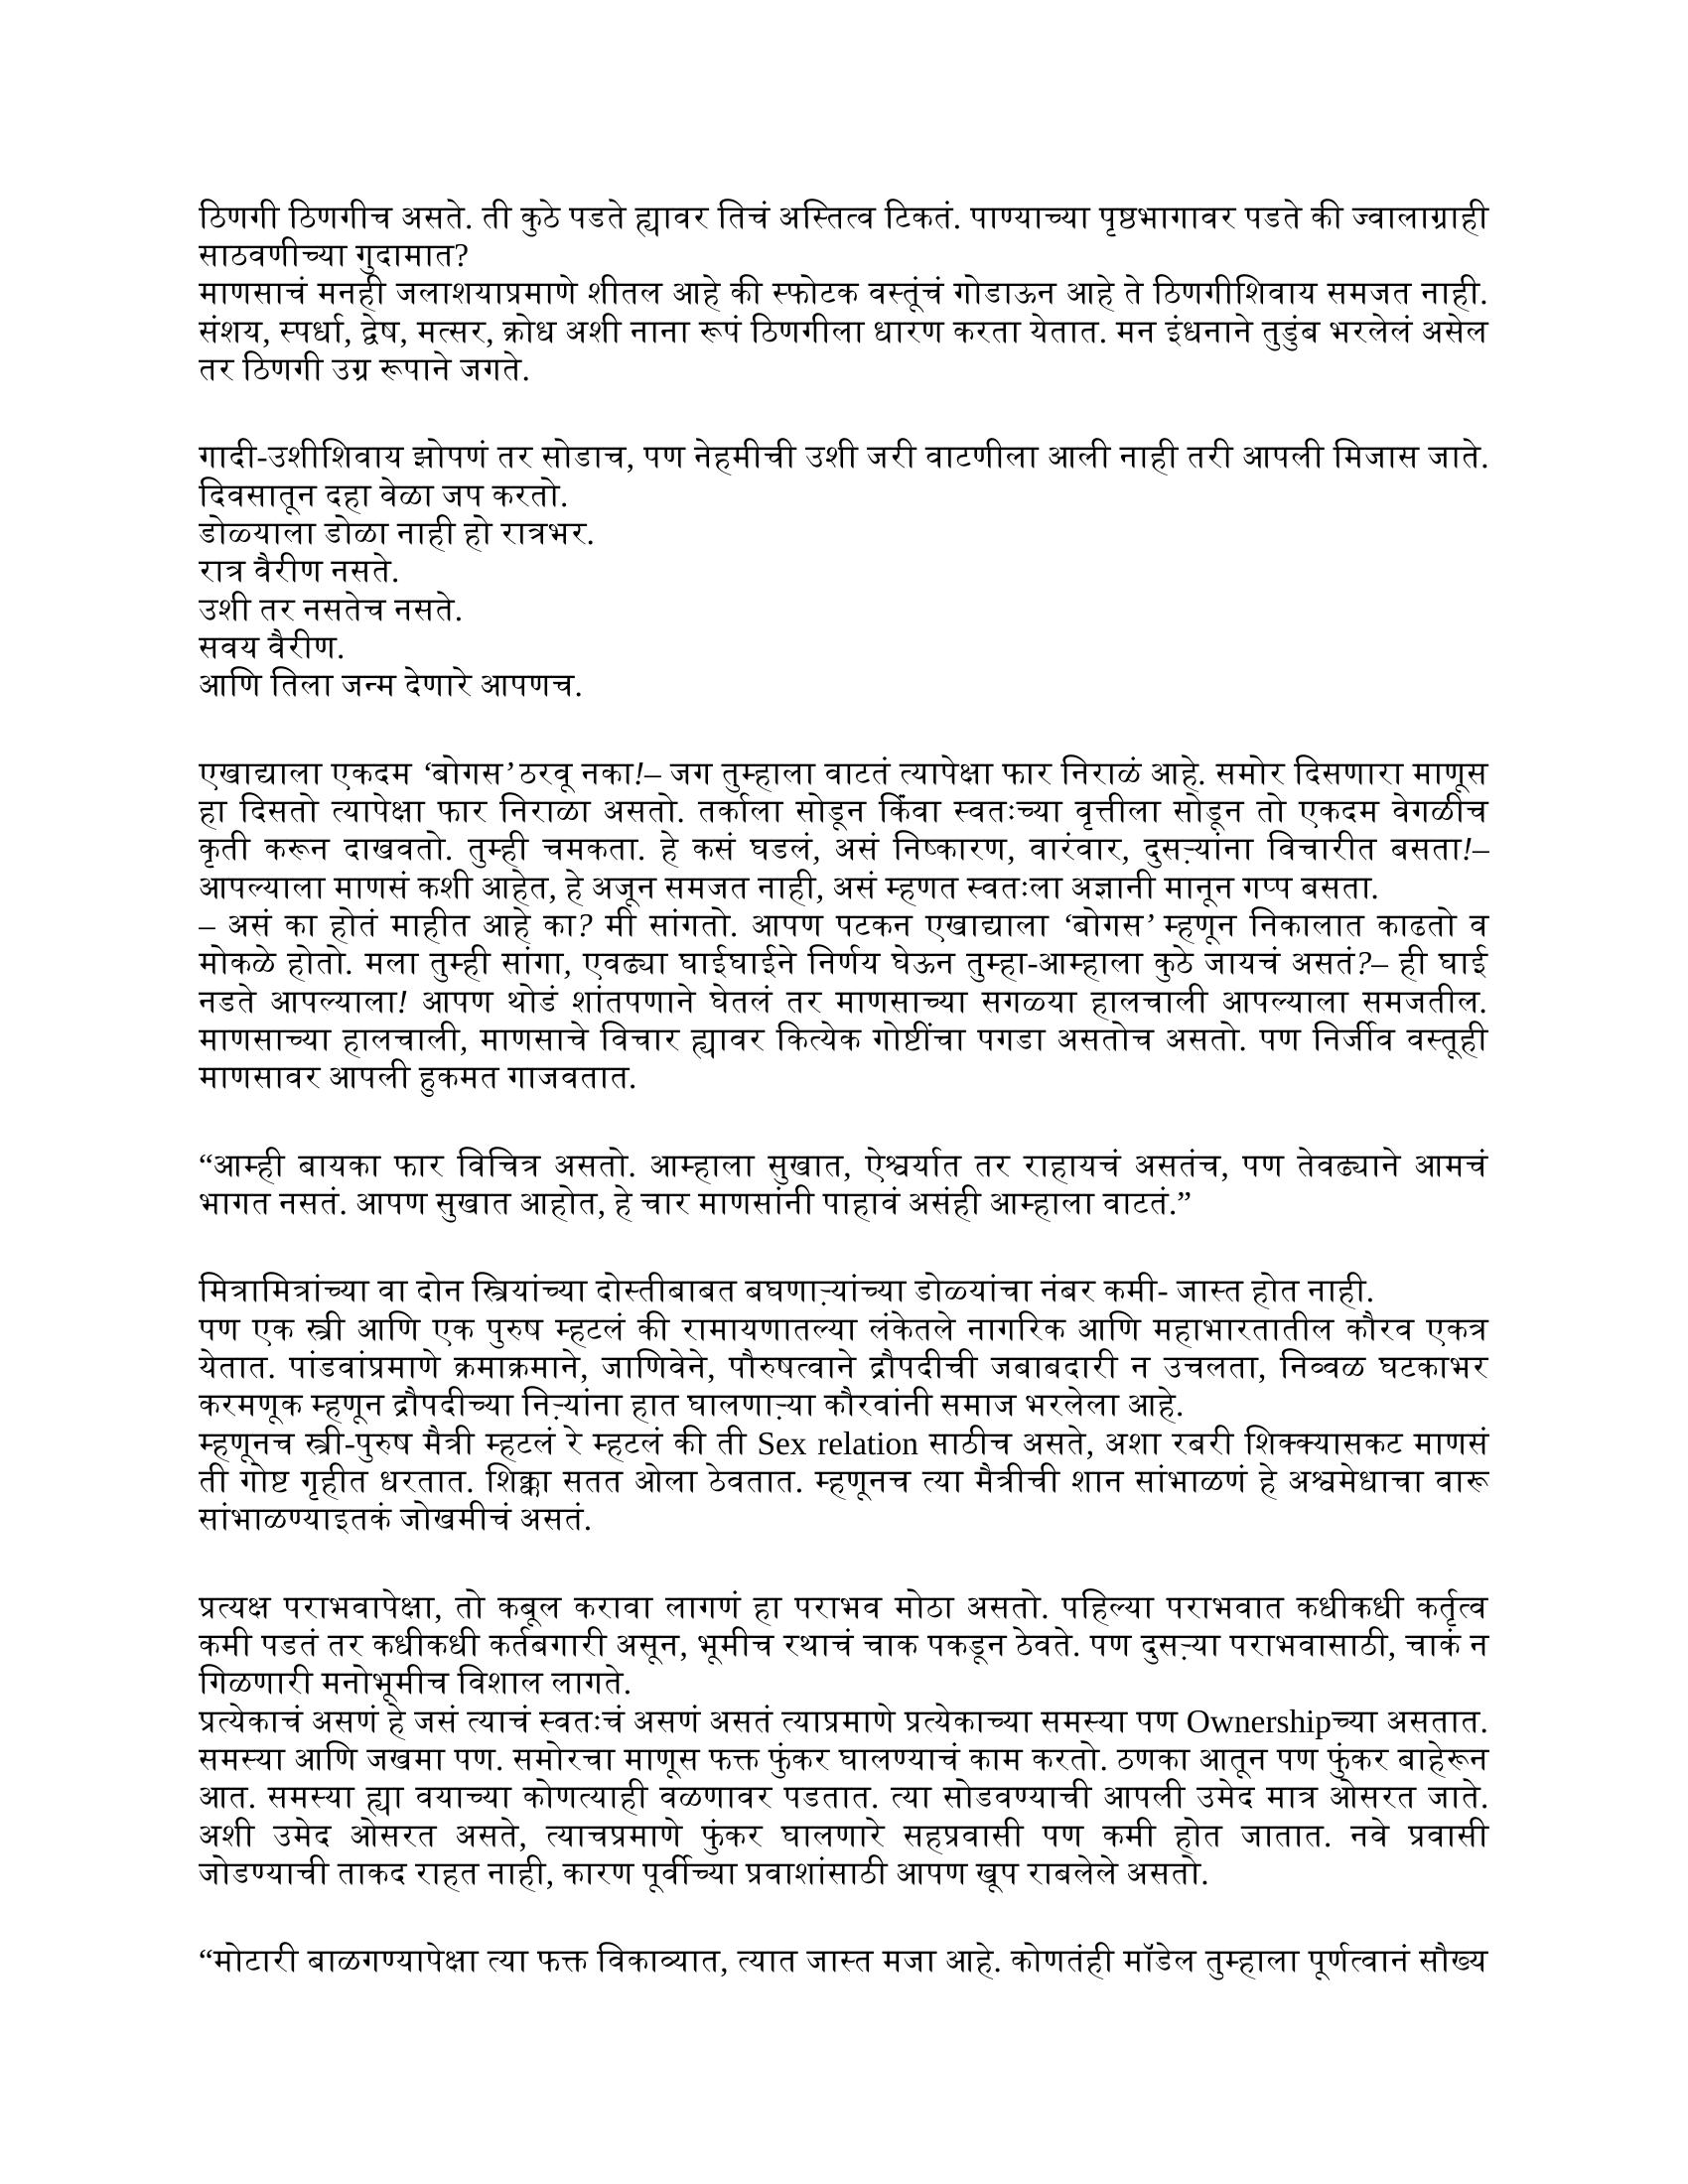 ठिणगी ठिणगीच असते. ती कुठे पडते ह्यावर तिचं अस्तित्व टिकतं. पाण्याच्या पृष्ठभागावर पडते की ज्वालाग्राही
साठवणीच्या गुदामात?
माणसाचं मनही जलाशयाप्रमाणे शीतल आहे की स्फोटक वस्तूंचं गोडाऊन आहे ते ठिणगीशिवाय समजत नाही.
संशय, स्पर्धा, द्वेष, मत्सर, क्रोध अशी नाना रूपं ठिणगीला धारण करता येतात. मन इंधनाने तुडुंब भरलेलं असेल
तर ठिणगी उग्र रूपाने जगते.
गादी-उशीशिवाय झोपणं तर सोडाच, पण नेहमीची उशी जरी वाटणीला आली नाही तरी आपली मिजास जाते.
दिवसातून दहा वेळा जप करतो.
डोळ्याला डोळा नाही हो रात्रभर.
रात्र वैरीण नसते.
उशी तर नसतेच नसते.
सवय वैरीण.
आणि तिला जन्म देणारे आपणच.
एखाद्याला एकदम ‘बोगस’ ठरवू नका!– जग तुम्हाला वाटतं त्यापेक्षा फार निराळं आहे. समोर दिसणारा माणूस
हा दिसतो त्यापेक्षा फार निराळा असतो. तर्काला सोडून किंवा स्वतःच्या वृत्तीला सोडून तो एकदम वेगळीच
कृती करून दाखवतो. तुम्ही चमकता. हे कसं घडलं, असं निष्कारण, वारंवार, दुसऱ्यांना विचारीत बसता!–
आपल्याला माणसं कशी आहेत, हे अजून समजत नाही, असं म्हणत स्वतःला अज्ञानी मानून गप्प बसता.
– असं का होतं माहीत आहे का? मी सांगतो. आपण पटकन एखाद्याला ‘बोगस’ म्हणून निकालात काढतो व
मोकळे होतो. मला तुम्ही सांगा, एवढ्या घाईघाईने निर्णय घेऊन तुम्हा-आम्हाला कुठे जायचं असतं?– ही घाई
नडते आपल्याला! आपण थोडं शांतपणाने घेतलं तर माणसाच्या सगळ्या हालचाली आपल्याला समजतील.
माणसाच्या हालचाली, माणसाचे विचार ह्यावर कित्येक गोष्टींचा पगडा असतोच असतो. पण निर्जीव वस्तूही
माणसावर आपली हुकमत गाजवतात.
“आम्ही बायका फार विचित्र असतो. आम्हाला सुखात, ऐश्वर्यात तर राहायचं असतंच, पण तेवढ्याने आमचं
भागत नसतं. आपण सुखात आहोत, हे चार माणसांनी पाहावं असंही आम्हाला वाटतं.”
मित्रामित्रांच्या वा दोन स्त्रियांच्या दोस्तीबाबत बघणाऱ्यांच्या डोळ्यांचा नंबर कमी- जास्त होत नाही.
पण एक स्त्री आणि एक पुरुष म्हटलं की रामायणातल्या लंकेतले नागरिक आणि महाभारतातील कौरव एकत्र
येतात. पांडवांप्रमाणे क्रमाक्रमाने, जाणिवेने, पौरुषत्वाने द्रौपदीची जबाबदारी न उचलता, निव्वळ घटकाभर
करमणूक म्हणून द्रौपदीच्या निऱ्यांना हात घालणाऱ्या कौरवांनी समाज भरलेला आहे.
म्हणूनच स्त्री-पुरुष मैत्री म्हटलं रे म्हटलं की ती Sex relation साठीच असते, अशा रबरी शिक्क्यासकट माणसं
ती गोष्ट गृहीत धरतात. शिक्का सतत ओला ठेवतात. म्हणूनच त्या मैत्रीची शान सांभाळणं हे अश्वमेधाचा वारू
सांभाळण्याइतकं जोखमीचं असतं.
प्रत्यक्ष पराभवापेक्षा, तो कबूल करावा लागणं हा पराभव मोठा असतो. पहिल्या पराभवात कधीकधी कर्तृत्व
कमी पडतं तर कधीकधी कर्तबगारी असून, भूमीच रथाचं चाक पकडून ठेवते. पण दुसऱ्या पराभवासाठी, चाकं न
गिळणारी मनोभूमीच विशाल लागते.
प्रत्येकाचं असणं हे जसं त्याचं स्वतःचं असणं असतं त्याप्रमाणे प्रत्येकाच्या समस्या पण Ownershipच्या असतात.
समस्या आणि जखमा पण. समोरचा माणूस फक्त फुंकर घालण्याचं काम करतो. ठणका आतून पण फुंकर बाहेरून
आत. समस्या ह्या वयाच्या कोणत्याही वळणावर पडतात. त्या सोडवण्याची आपली उमेद मात्र ओसरत जाते.
अशी उमेद ओसरत असते, त्याचप्रमाणे फुंकर घालणारे सहप्रवासी पण कमी होत जातात. नवे प्रवासी
जोडण्याची ताकद राहत नाही, कारण पूर्वीच्या प्रवाशांसाठी आपण खूप राबलेले असतो.
“मोटारी बाळगण्यापेक्षा त्या फक्त विकाव्यात, त्यात जास्त मजा आहे. कोणतंही मॉडेल तुम्हाला पूर्णत्वानं सौख्य